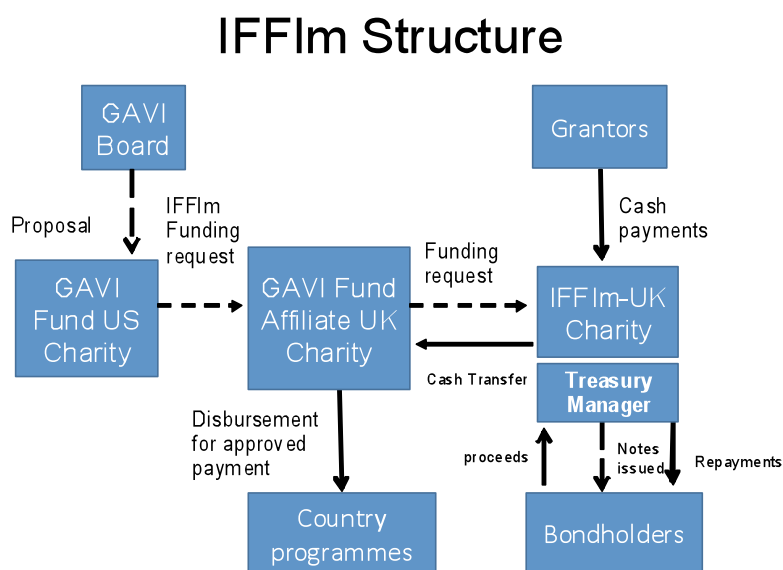 IFFIm Structure
GAVI
Board
Grantors
Proposal
IFFIm
Funding
request
Cash
payments
Funding
request
GAVI
Fund US
Charity
GAVI Fund
Affiliate UK
Charity
IFFIm-UK
Charity
Cash Transfer
Treasury
Manager
Disbursement
for approved
payment
proceeds
Notes
issued
Repayments
Country
programmes
Bondholders